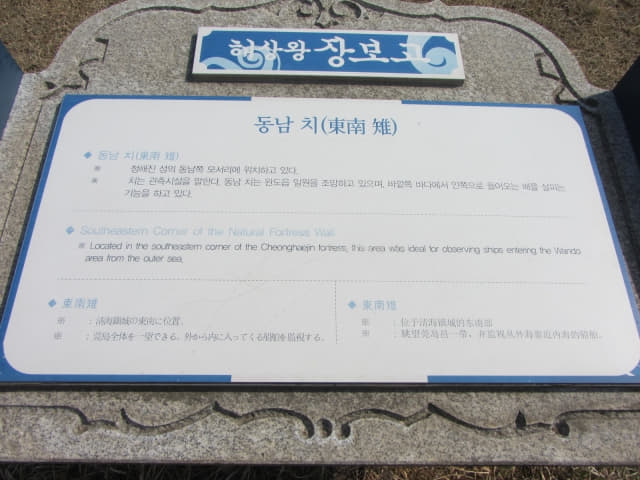 해상왕 장보고
동남 치(東南 雉)
◆ 동남 치(東南 雉)
※ 청해진 성의 동남쪽 모서리에 위치하고 있다.
※ 치는 관측시설을 말한다. 동남 치는 완도읍 일원을 조망하고 있으며, 바깥쪽 바다에서 안쪽으로 들어오는 배를 살피는
기능을 하고 있다.
◆ Southeastern Corner of the Natural Fortress Wall
※ Located in the southeastern corner of the Cheonghaejin fortress, this area was ideal for observing ships entering the Wando
area from the outer sea.
◆ 東南雉
※ : 清海鎮城の東南に位置。
※ : 莞島全体を一望できる。外から内に入ってくる船舶を監視する。
◆ 東南雉
※ : 位于清海镇城的东南部
※ : 眺望莞岛邑一带，并监视从外海靠近内海的船舶。